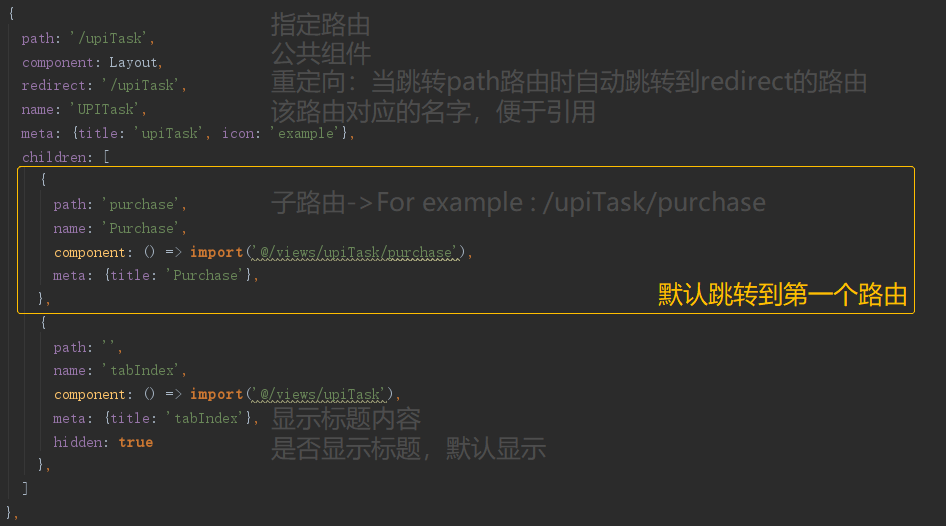 {
path: '/upiTask', 指定路由
component: Layout, 公共组件
redirect: '/upiTask', 重定向：当跳转path路由时自动跳转到redirect的路由
name: 'UPITask', 该路由对应的名字，便于引用
meta: {title: 'upiTask', icon: 'example'},
children: [
{
path: 'purchase', 子路由->For example : /upiTask/purchase
name: 'Purchase',
component: () => import('@/views/upiTask/purchase'),
meta: {title: 'Purchase'},
}, 默认跳转到第一个路由
{
path: '',
name: 'tabIndex',
component: () => import('@/views/upiTask'),
meta: {title: 'tabIndex'}, 显示标题内容
hidden: true 是否显示标题，默认显示
},
]
},